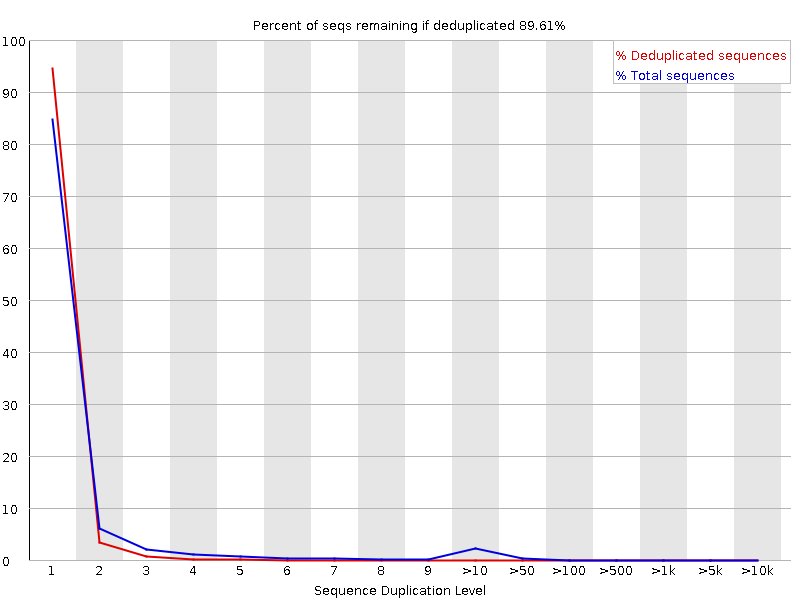 Percent of seqs remaining if deduplicated 89.61%
% Deduplicated sequences
% Total sequences
100
90
80
70
60
50
40
30
20
10
0
1 2 3 4 5 6 7 8 9 >10 >50 >100 >500 >1k >5k >10k
Sequence Duplication Level